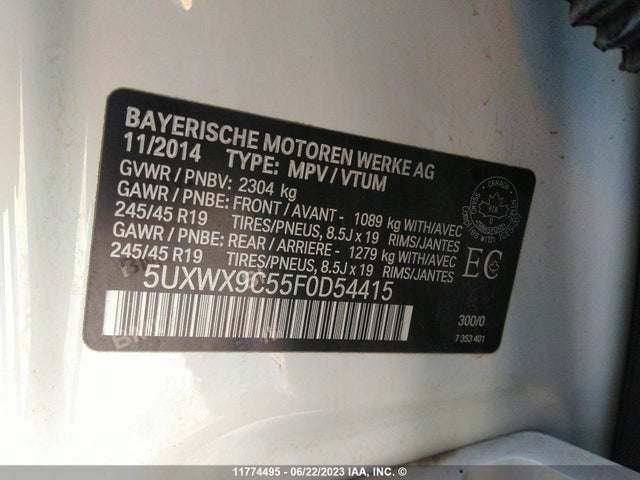 BAYERISCHE MOTOREN WERKE AG
11/2014 TYPE: MPV / VTUM
GVWR / PNBV: 2304 kg
GAWR / PNBE: FRONT / AVANT - 1089 kg WITH/AVEC
245/45 R19 TIRES/PNEUS, 8.5J x 19 RIMS/JANTES
GAWR / PNBE: REAR / ARRIERE - 1279 kg WITH/AVEC
245/45 R19 TIRES/PNEUS, 8.5J x 19 RIMS/JANTES
5UXWX9C55F0D54415
CANADA
978
EC
300/0
7 353 401
11774495 - 06/22/2023 IAA, INC. ©